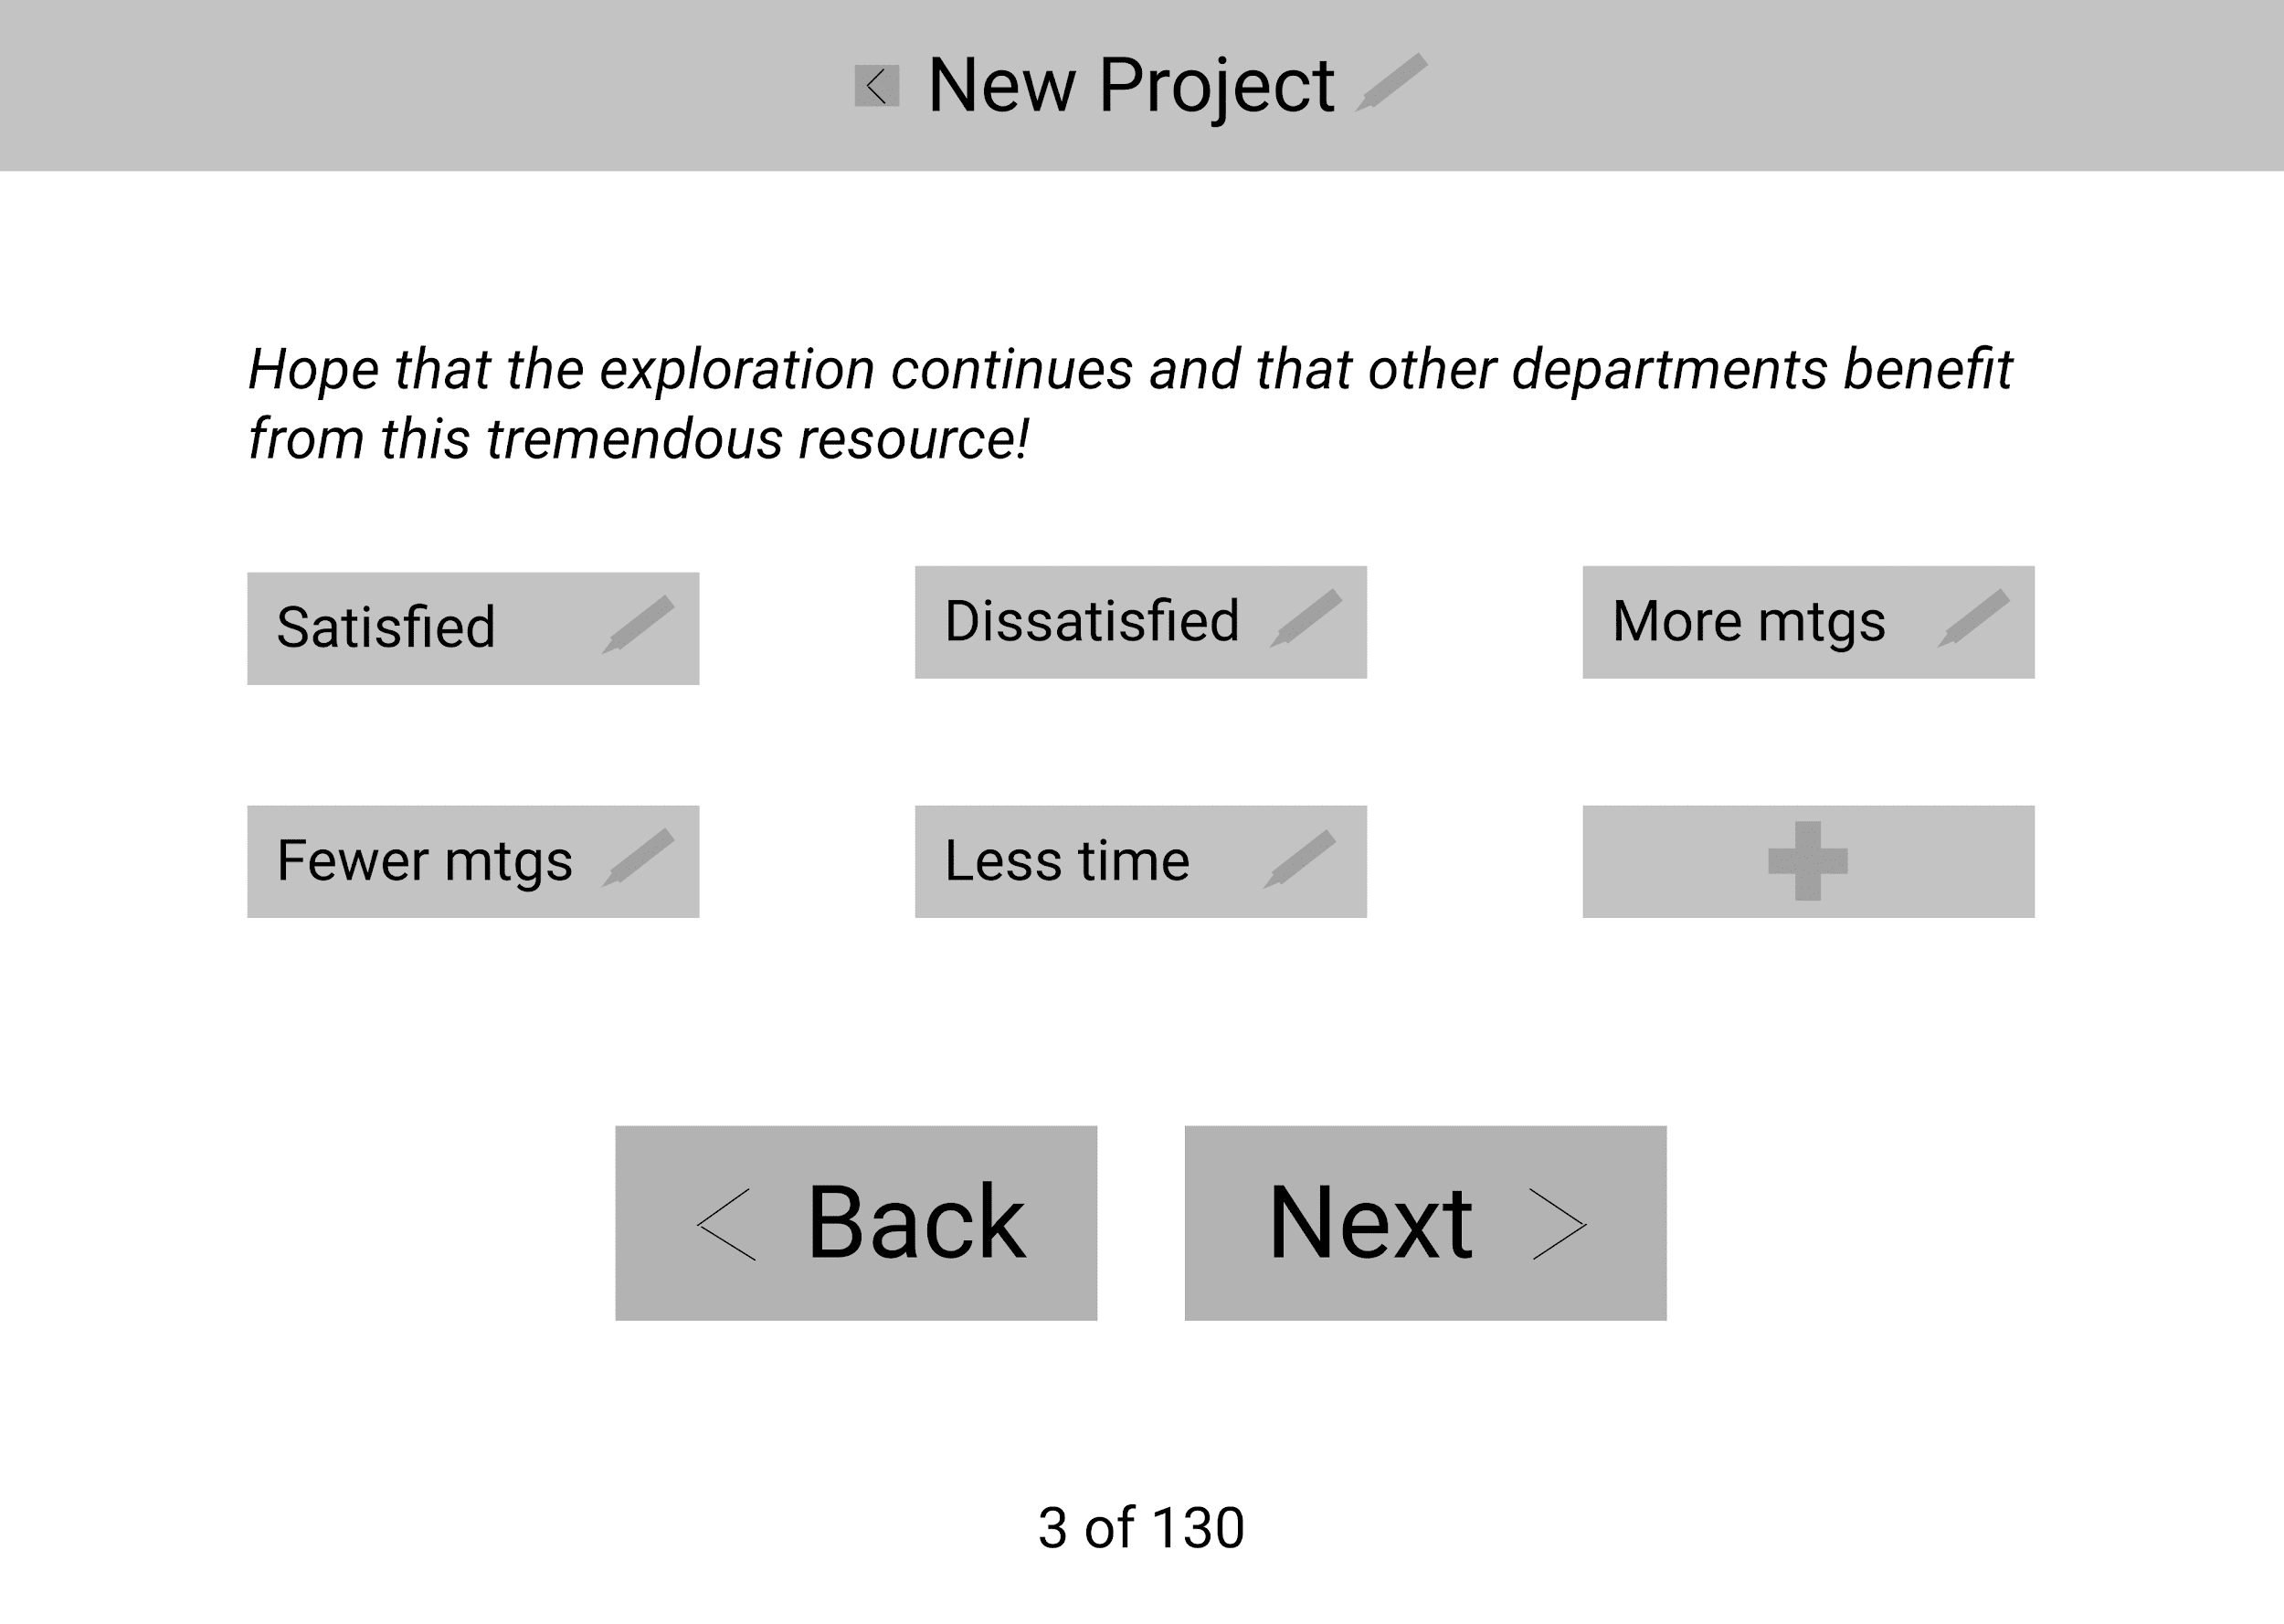 New Project
Hope that the exploration continues and that other departments benefit
from this tremendous resource!
Satisfied
Dissatisfied
More mtgs
Fewer mtgs
Less time
Back
Next
3 of 130